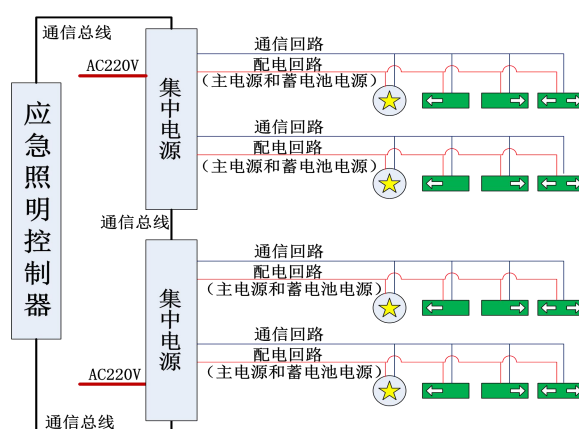 通信总线
AC220V
应急照明控制器
集中电源
通信回路
配电回路
（主电源和蓄电池电源）
通信回路
配电回路
（主电源和蓄电池电源）
通信总线
集中电源
通信回路
配电回路
（主电源和蓄电池电源）
通信回路
配电回路
（主电源和蓄电池电源）
AC220V
通信总线